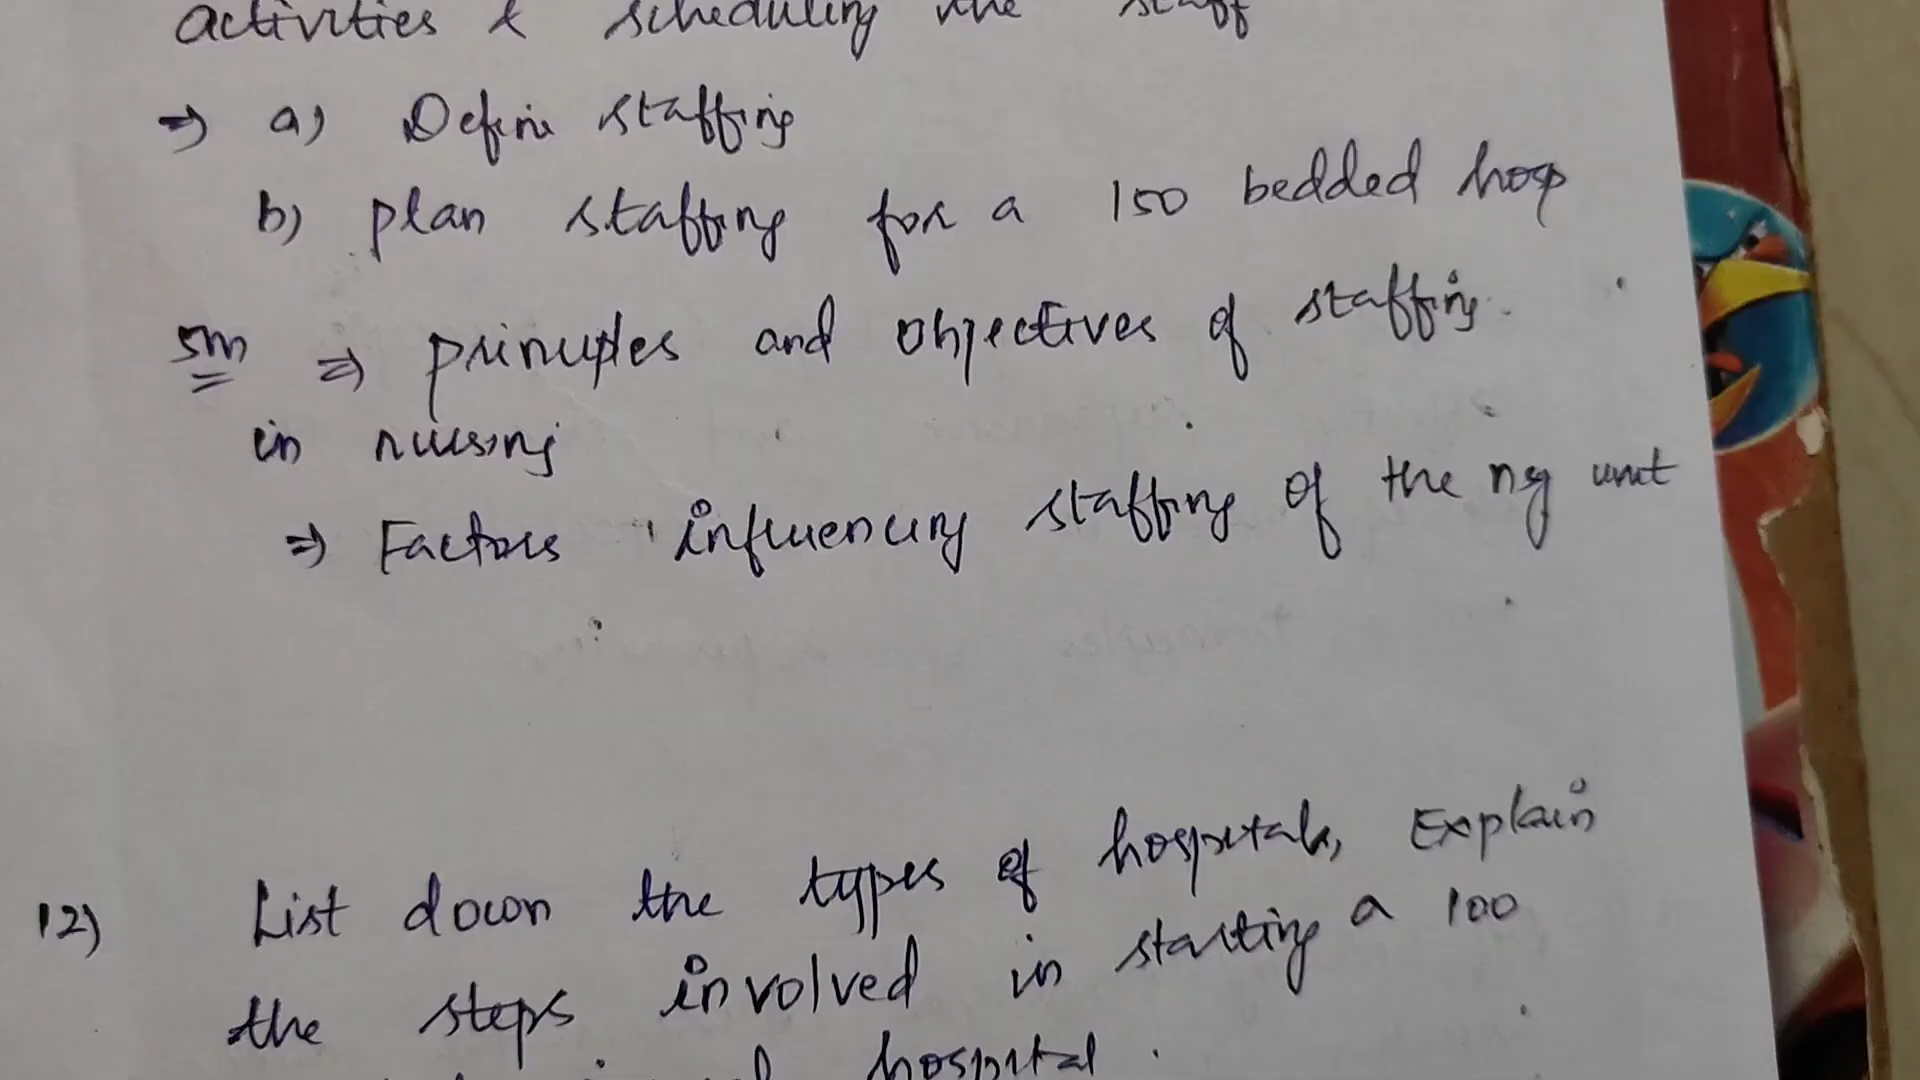 activities & scheduling the staff
⇒ a) Define staffing
b) plan staffing for a 150 bedded hosp
5m ⇒ principles and objectives of staffing.
in nursing
⇒ Factors influencing staffing of the nsg unit
12) List down the types of hospitals, Explain
the steps involved in starting a 100
hospital.